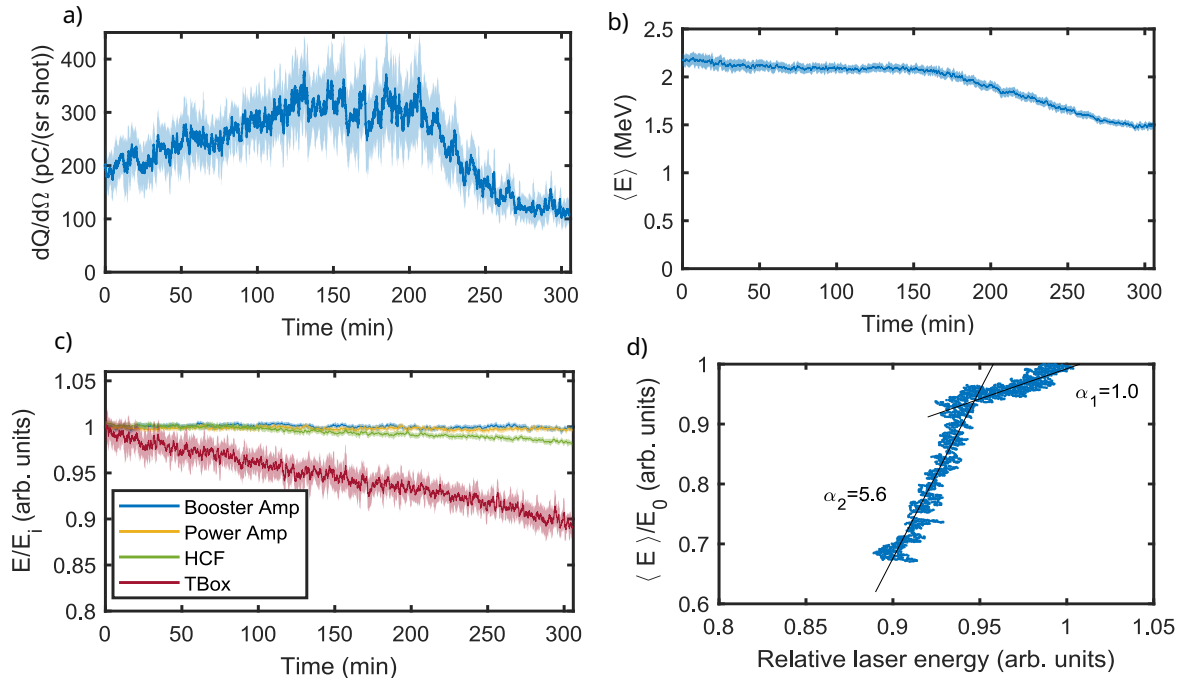 a)
dQ/dΩ (pC/(sr shot))
400
300
200
100
0
0 50 100 150 200 250 300
Time (min)
b)
⟨E⟩ (MeV)
2.5
2
1.5
1
0.5
0
0 50 100 150 200 250 300
Time (min)
c)
E/E_i (arb. units)
1.05
1
0.95
0.9
0.85
0.8
Booster Amp
Power Amp
HCF
TBox
0 50 100 150 200 250 300
Time (min)
d)
⟨ E ⟩/E_0 (arb. units)
1
0.9
0.8
0.7
0.6
α_1=1.0
α_2=5.6
0.8 0.85 0.9 0.95 1 1.05
Relative laser energy (arb. units)